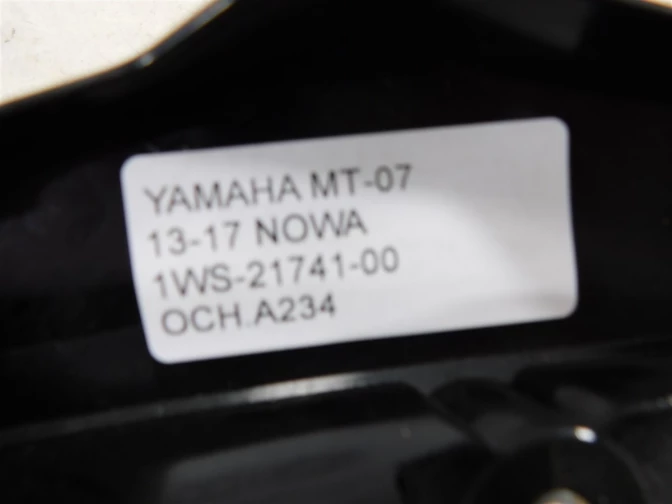 YAMAHA MT-07
13-17 NOWA
1WS-21741-00
OCH.A234